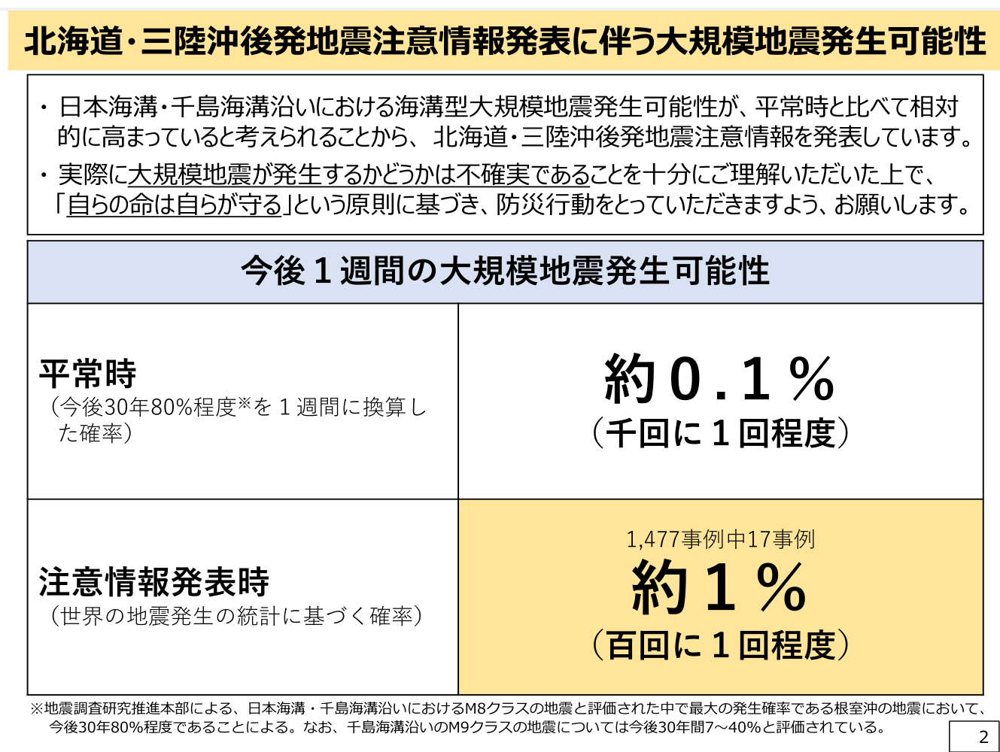 北海道・三陸沖後発地震注意情報発表に伴う大規模地震発生可能性
・ 日本海溝・千島海溝沿いにおける海溝型大規模地震発生可能性が、平常時と比べて相対
的に高まっていると考えられることから、北海道・三陸沖後発地震注意情報を発表しています。
・ 実際に大規模地震が発生するかどうかは不確実であることを十分にご理解いただいた上で、
「自らの命は自らが守る」という原則に基づき、防災行動をとっていただきますよう、お願いします。
今後１週間の大規模地震発生可能性
平常時
（今後30年80%程度※を１週間に換算し
た確率）
約０.１％
（千回に１回程度）
注意情報発表時
（世界の地震発生の統計に基づく確率）
1,477事例中17事例
約１％
（百回に１回程度）
※地震調査研究推進本部による、日本海溝・千島海溝沿いにおけるM8クラスの地震と評価された中で最大の発生確率である根室沖の地震において、
今後30年80%程度であることによる。なお、千島海溝沿いのM9クラスの地震については今後30年間7～40%と評価されている。
2